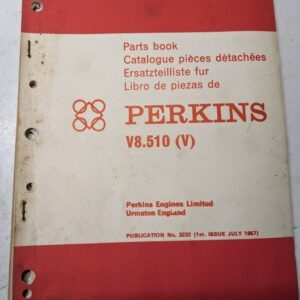 Parts book
Catalogue pièces détachées
Ersatzteilliste fur
Libro de piezas de
PERKINS
V8.510 (V)
Perkins Engines Limited
Urmston England
PUBLICATION No. 3232 (1st. ISSUE JULY 1967)